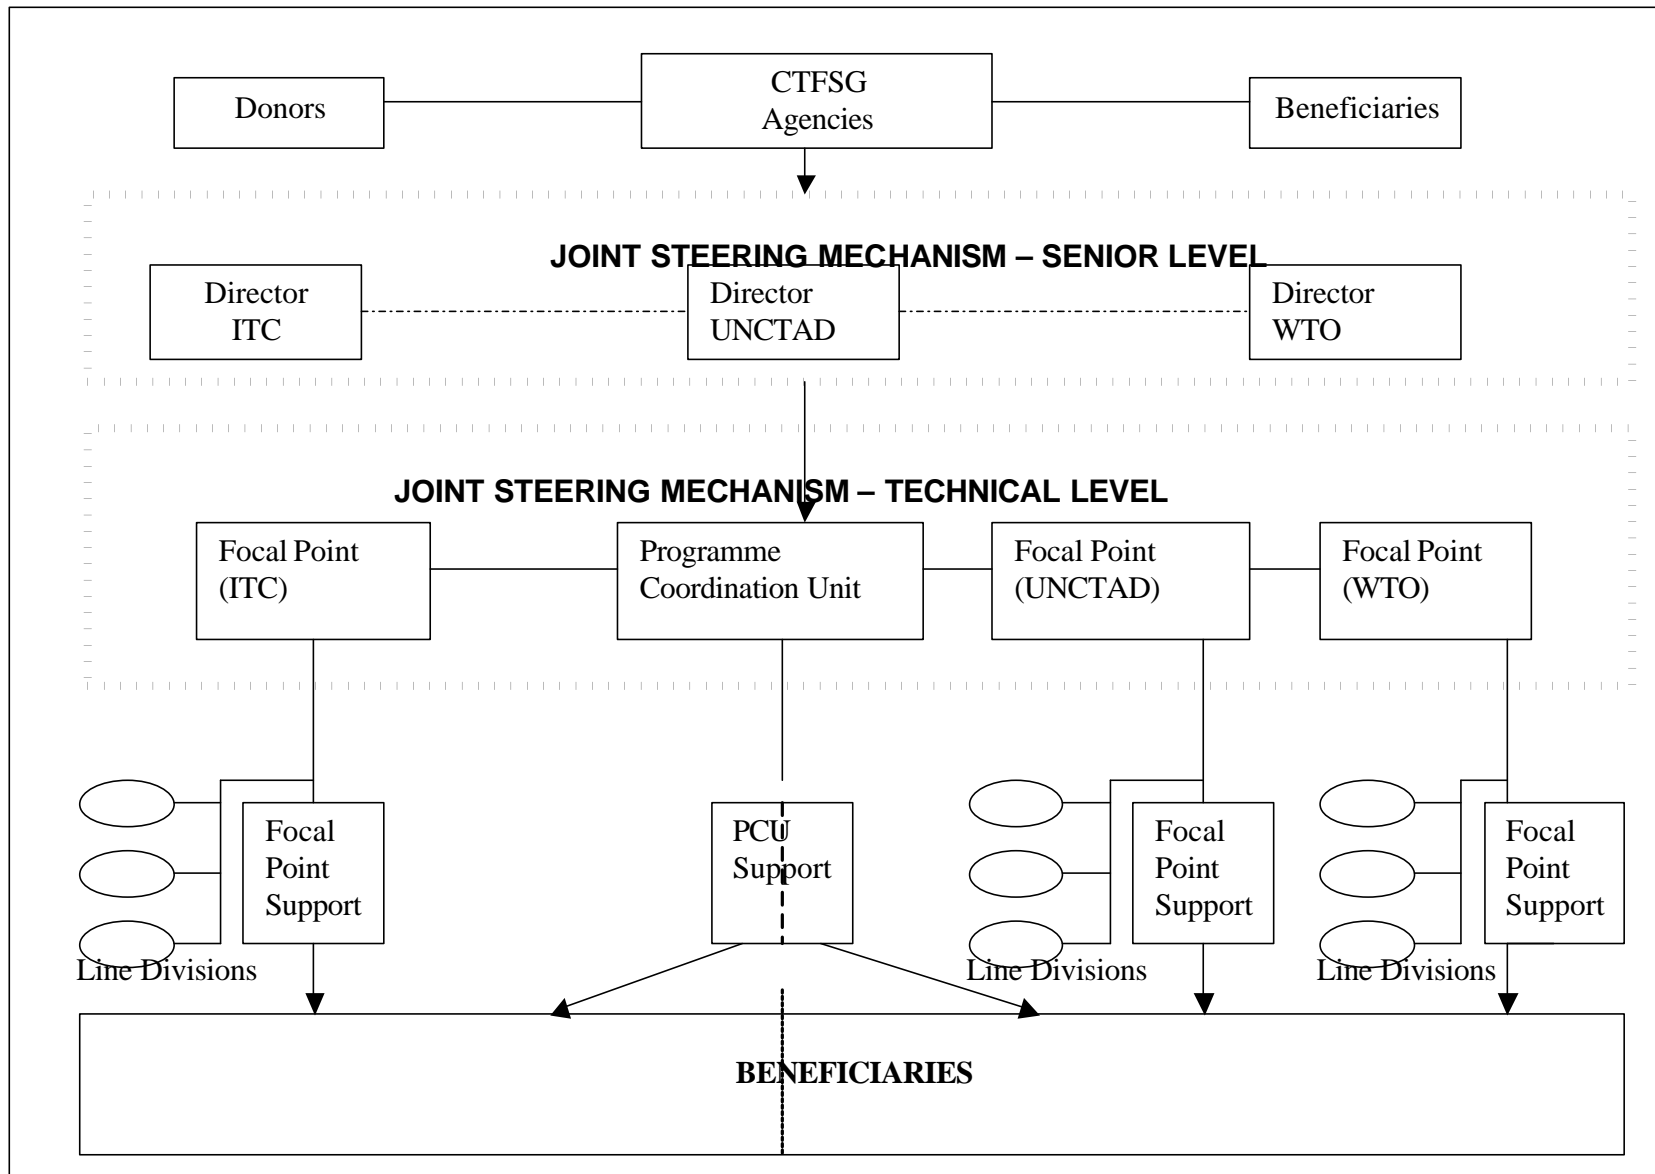 Donors
CTFSG
Agencies
Beneficiaries
JOINT STEERING MECHANISM – SENIOR LEVEL
Director
ITC
Director
UNCTAD
Director
WTO
JOINT STEERING MECHANISM – TECHNICAL LEVEL
Focal Point
(ITC)
Programme
Coordination Unit
Focal Point
(UNCTAD)
Focal Point
(WTO)
Focal
Point
Support
Line Divisions
PCU
Support
Focal
Point
Support
Line Divisions
Focal
Point
Support
Line Divisions
BENEFICIARIES